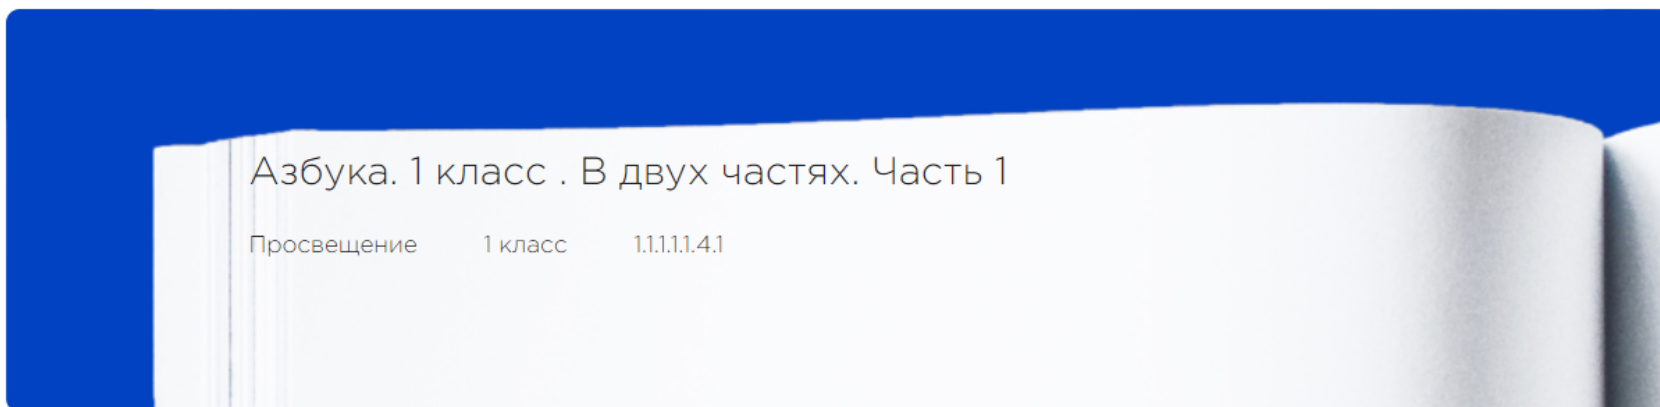 Азбука. 1 класс . В двух частях. Часть 1
Просвещение 1 класс 1.1.1.1.1.4.1